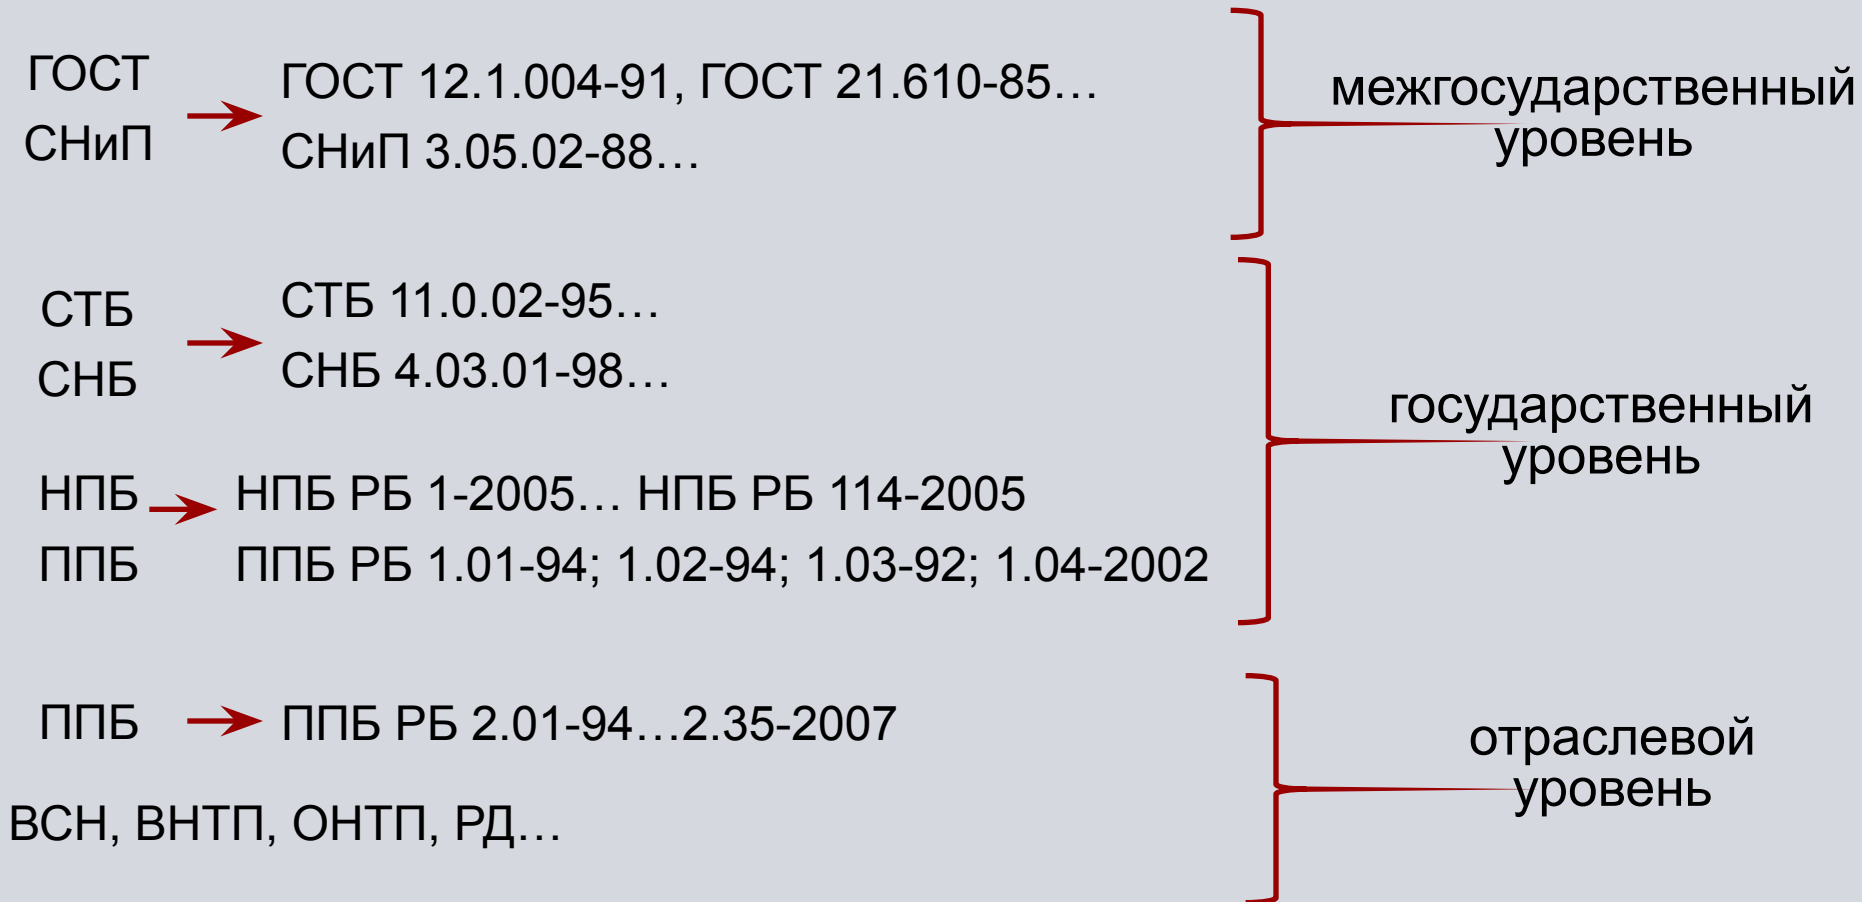 ГОСТ
СНиП
ГОСТ 12.1.004-91, ГОСТ 21.610-85…
СНиП 3.05.02-88…
межгосударственный
уровень
СТБ
СНБ
СТБ 11.0.02-95…
СНБ 4.03.01-98…
НПБ
НПБ РБ 1-2005… НПБ РБ 114-2005
ППБ
ППБ РБ 1.01-94; 1.02-94; 1.03-92; 1.04-2002
государственный
уровень
ППБ
ППБ РБ 2.01-94…2.35-2007
ВСН, ВНТП, ОНТП, РД…
отраслевой
уровень